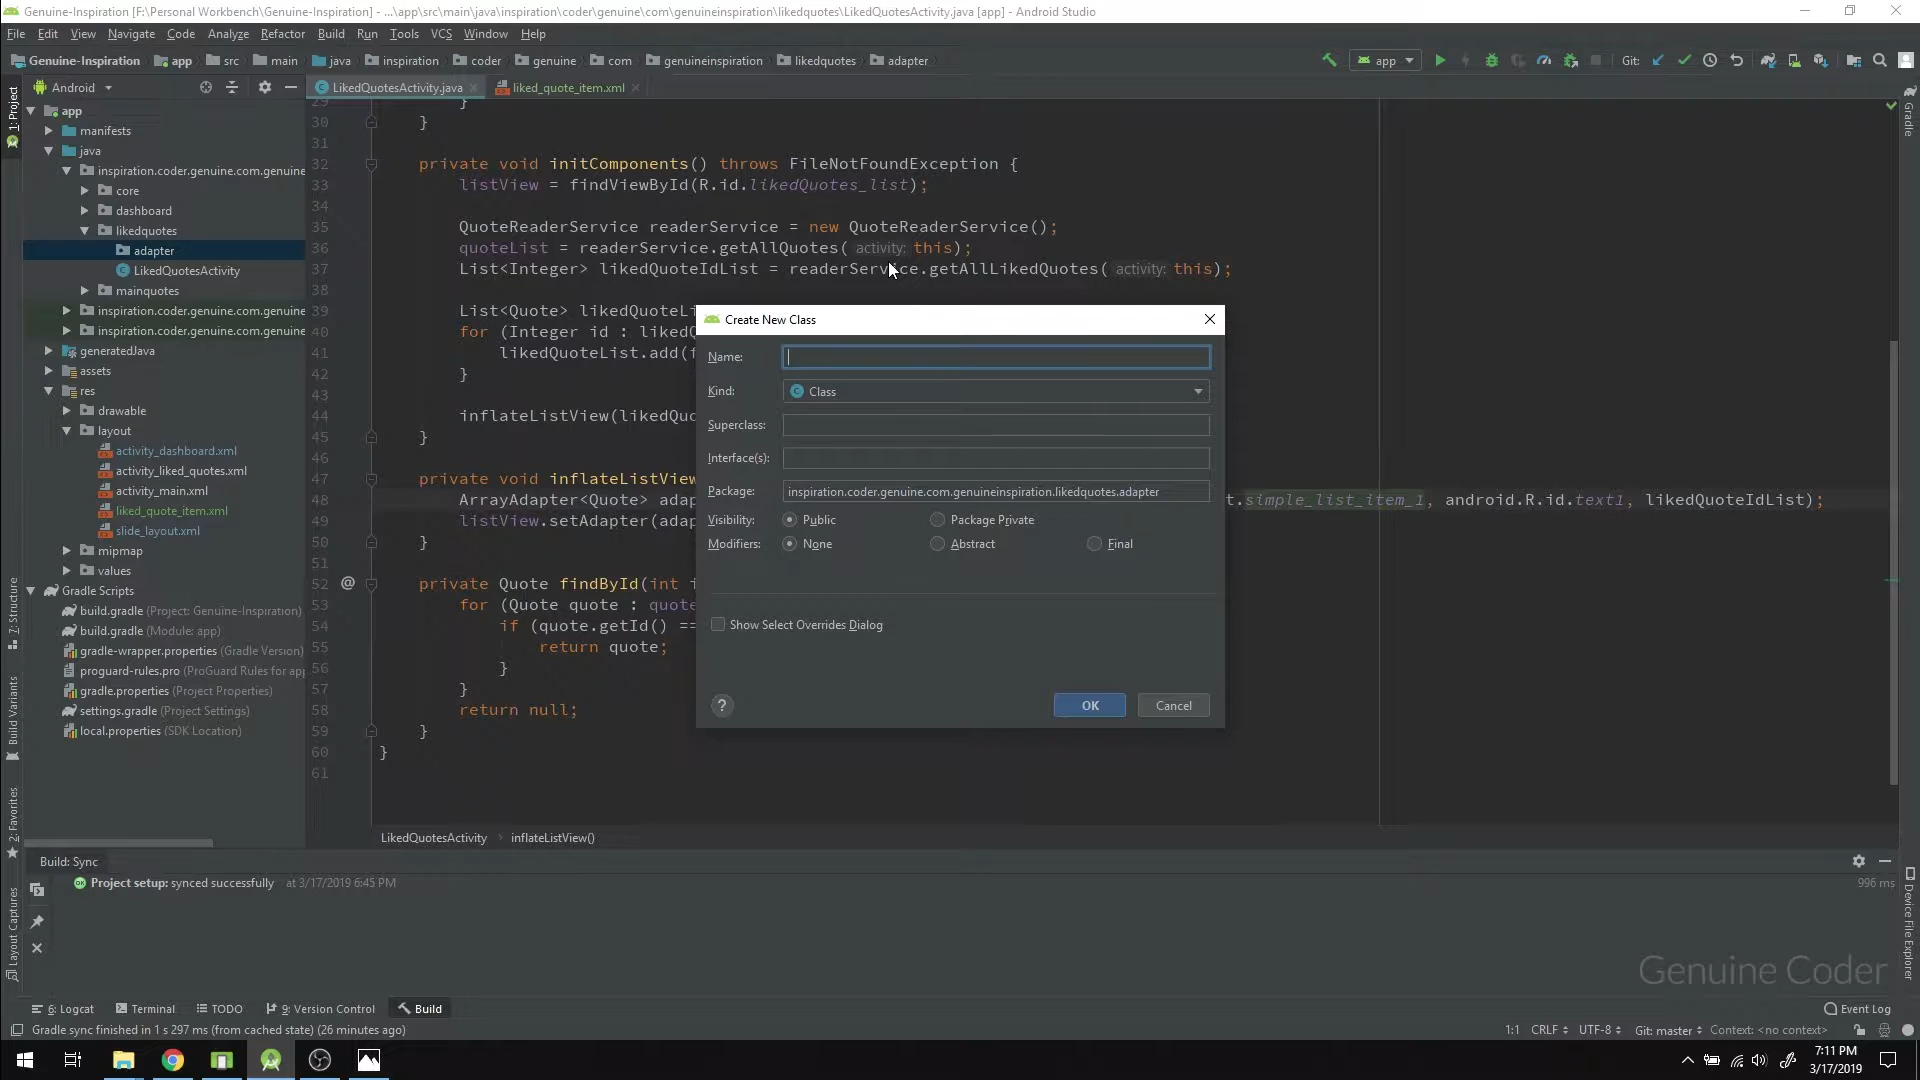 Genuine-Inspiration [F:\Personal Workbench\Genuine-Inspiration] - ...\app\src\main\java\inspiration\coder\genuine\com\genuineinspiration\likedquotes\LikedQuotesActivity.java [app] - Android Studio
File Edit View Navigate Code Analyze Refactor Build Run Tools VCS Window Help
Genuine-Inspiration app src main java inspiration coder genuine com genuineinspiration likedquotes adapter app Git:
Android LikedQuotesActivity.java liked_quote_item.xml
1: Project
Gradle
app
manifests
java
inspiration.coder.genuine.com.genuine
core
dashboard
likedquotes
adapter
LikedQuotesActivity
mainquotes
inspiration.coder.genuine.com.genuine
inspiration.coder.genuine.com.genuine
generatedJava
assets
res
drawable
layout
activity_dashboard.xml
activity_liked_quotes.xml
activity_main.xml
liked_quote_item.xml
slide_layout.xml
mipmap
values
Gradle Scripts
build.gradle (Project: Genuine-Inspiration)
build.gradle (Module: app)
gradle-wrapper.properties (Gradle Version)
proguard-rules.pro (ProGuard Rules for app
gradle.properties (Project Properties)
settings.gradle (Project Settings)
local.properties (SDK Location)
29 }
30 }
31
32 private void initComponents() throws FileNotFoundException {
33 listView = findViewById(R.id.likedQuotes_list);
34
35 QuoteReaderService readerService = new QuoteReaderService();
36 quoteList = readerService.getAllQuotes( activity: this);
37 List<Integer> likedQuoteIdList = readerService.getAllLikedQuotes( activity: this);
38
39 List<Quote> likedQuoteLi
40 for (Integer id : likedQ
41 likedQuoteList.add(f
42 }
43
44 inflateListView(likedQuo
45 }
46
47 private void inflateListView
48 ArrayAdapter<Quote> adap t.simple_list_item_1, android.R.id.text1, likedQuoteIdList);
49 listView.setAdapter(adap
50 }
51
52 @ private Quote findById(int i
53 for (Quote quote : quote
54 if (quote.getId() ==
55 return quote;
56 }
57 }
58 return null;
59 }
60 }
61
Create New Class
Name:
Kind: Class
Superclass:
Interface(s):
Package: inspiration.coder.genuine.com.genuineinspiration.likedquotes.adapter
Visibility: Public Package Private
Modifiers: None Abstract Final
Show Select Overrides Dialog
? OK Cancel
LikedQuotesActivity › inflateListView()
7: Structure
Build Variants
2: Favorites
Layout Captures
Device File Explorer
Build: Sync
Project setup: synced successfully at 3/17/2019 6:45 PM 996 ms
Genuine Coder
6: Logcat Terminal TODO 9: Version Control Build Event Log
Gradle sync finished in 1 s 297 ms (from cached state) (26 minutes ago) 1:1 CRLF UTF-8 Git: master Context: <no context>
7:11 PM
3/17/2019